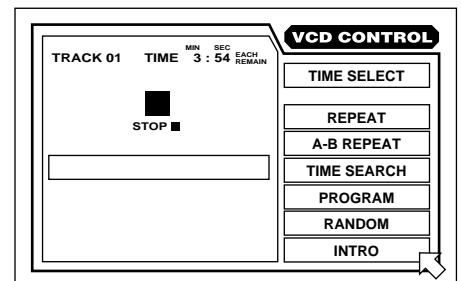 VCD CONTROL
MIN SEC
TRACK 01 TIME 3 : 54 EACH REMAIN
STOP
TIME SELECT
REPEAT
A-B REPEAT
TIME SEARCH
PROGRAM
RANDOM
INTRO